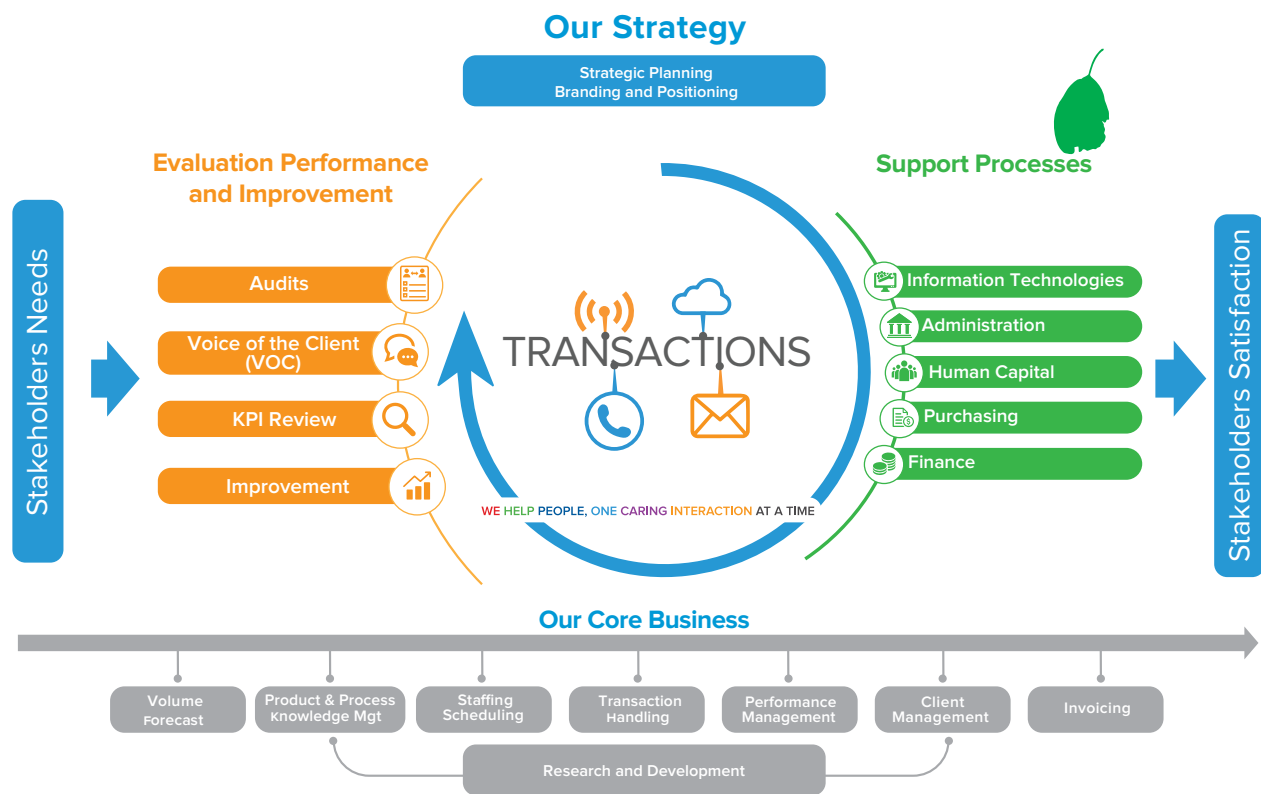 Our Strategy
Strategic Planning
Branding and Positioning
Evaluation Performance
and Improvement
Support Processes
Stakeholders Needs
Audits
Voice of the Client
(VOC)
KPI Review
Improvement
TRANSACTIONS
WE HELP PEOPLE, ONE CARING INTERACTION AT A TIME
Information Technologies
Administration
Human Capital
Purchasing
Finance
Stakeholders Satisfaction
Our Core Business
Volume
Forecast
Product & Process
Knowledge Mgt
Staffing
Scheduling
Transaction
Handling
Performance
Management
Client
Management
Invoicing
Research and Development